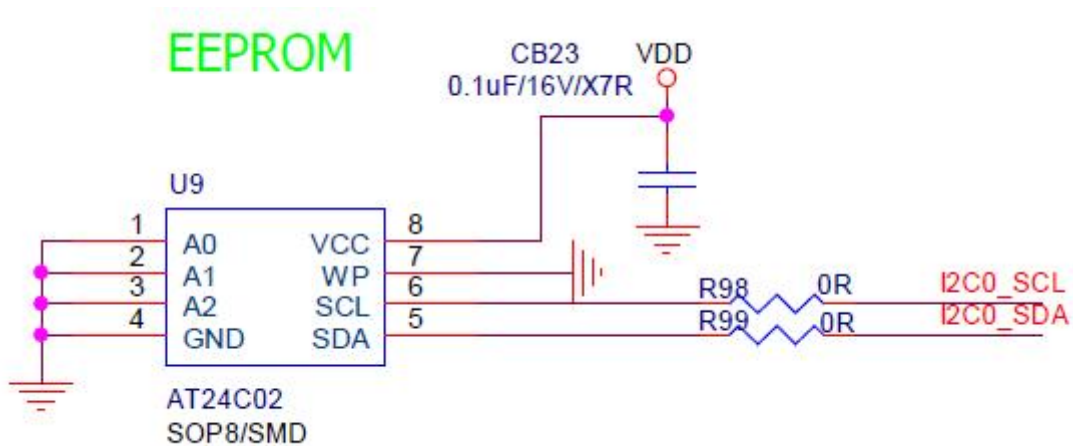 EEPROM
CB23
0.1uF/16V/X7R
VDD
U9
1
2
3
4
A0
A1
A2
GND
VCC
WP
SCL
SDA
8
7
6
5
R98
0R
I2C0_SCL
R99
0R
I2C0_SDA
AT24C02
SOP8/SMD